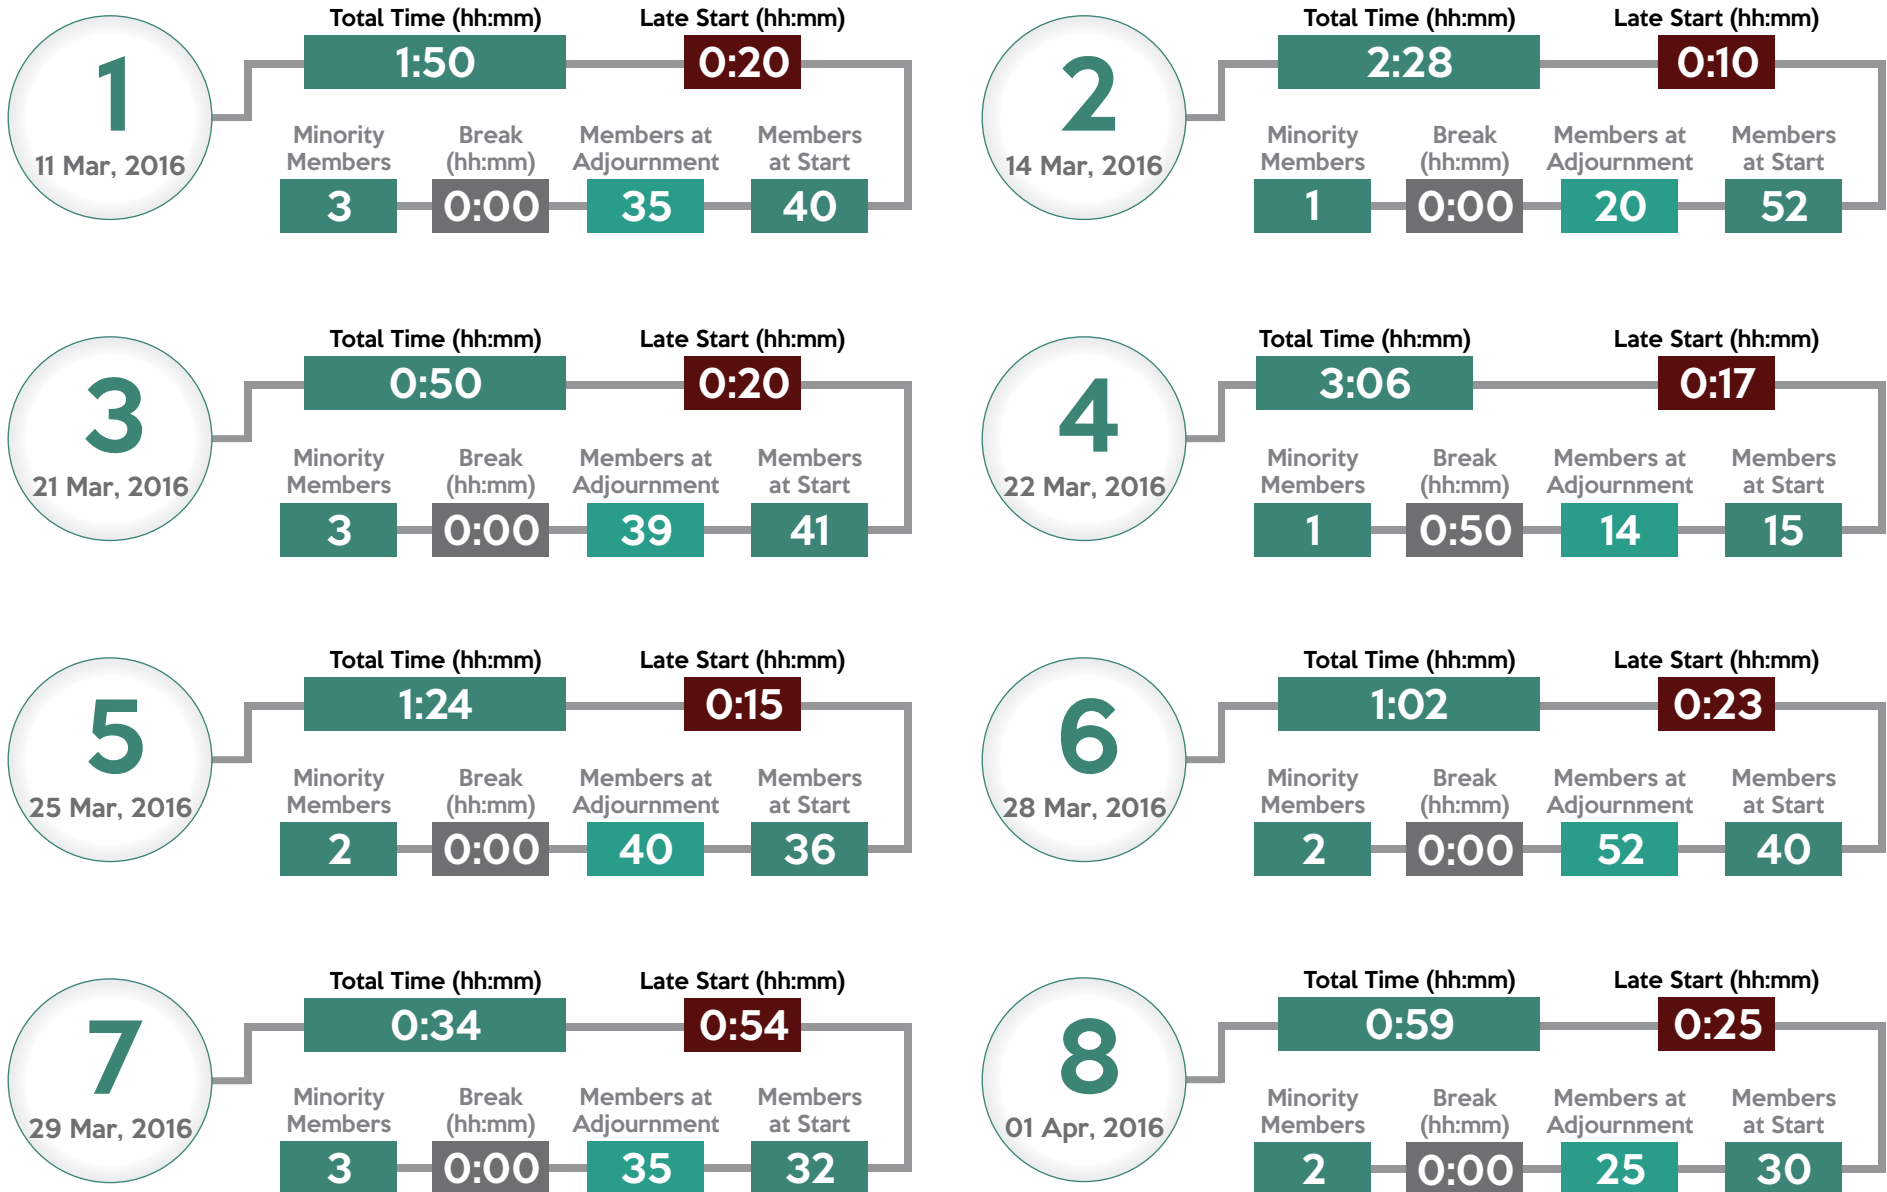 1
11 Mar, 2016
Total Time (hh:mm)
Late Start (hh:mm)
1:50
0:20
Minority Members
Break (hh:mm)
Members at Adjournment
Members at Start
3
0:00
35
40
2
14 Mar, 2016
Total Time (hh:mm)
Late Start (hh:mm)
2:28
0:10
Minority Members
Break (hh:mm)
Members at Adjournment
Members at Start
1
0:00
20
52
3
21 Mar, 2016
Total Time (hh:mm)
Late Start (hh:mm)
0:50
0:20
Minority Members
Break (hh:mm)
Members at Adjournment
Members at Start
3
0:00
39
41
4
22 Mar, 2016
Total Time (hh:mm)
Late Start (hh:mm)
3:06
0:17
Minority Members
Break (hh:mm)
Members at Adjournment
Members at Start
1
0:50
14
15
5
25 Mar, 2016
Total Time (hh:mm)
Late Start (hh:mm)
1:24
0:15
Minority Members
Break (hh:mm)
Members at Adjournment
Members at Start
2
0:00
40
36
6
28 Mar, 2016
Total Time (hh:mm)
Late Start (hh:mm)
1:02
0:23
Minority Members
Break (hh:mm)
Members at Adjournment
Members at Start
2
0:00
52
40
7
29 Mar, 2016
Total Time (hh:mm)
Late Start (hh:mm)
0:34
0:54
Minority Members
Break (hh:mm)
Members at Adjournment
Members at Start
3
0:00
35
32
8
01 Apr, 2016
Total Time (hh:mm)
Late Start (hh:mm)
0:59
0:25
Minority Members
Break (hh:mm)
Members at Adjournment
Members at Start
2
0:00
25
30